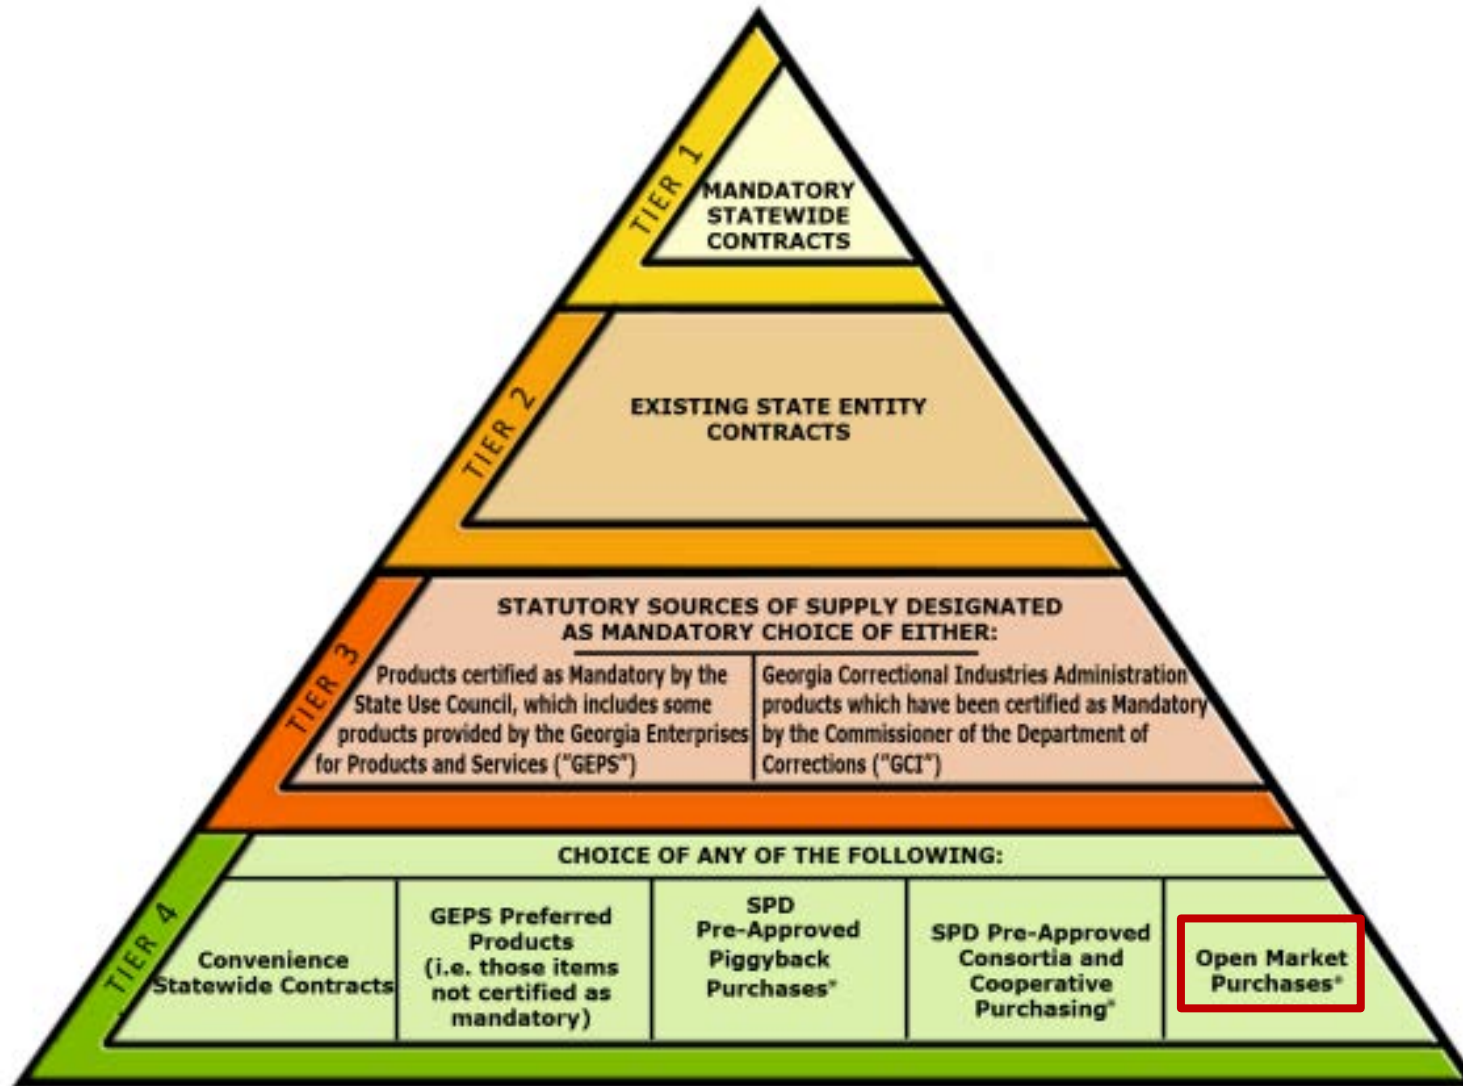 TIER 1
MANDATORY
STATEWIDE
CONTRACTS
TIER 2
EXISTING STATE ENTITY
CONTRACTS
TIER 3
STATUTORY SOURCES OF SUPPLY DESIGNATED
AS MANDATORY CHOICE OF EITHER:
Products certified as Mandatory by the
State Use Council, which includes some
products provided by the Georgia Enterprises
for Products and Services ("GEPS")
Georgia Correctional Industries Administration
products which have been certified as Mandatory
by the Commissioner of the Department of
Corrections ("GCI")
TIER 4
CHOICE OF ANY OF THE FOLLOWING:
Convenience
Statewide Contracts
GEPS Preferred
Products
(i.e. those items
not certified as
mandatory)
SPD
Pre-Approved
Piggyback
Purchases*
SPD Pre-Approved
Consortia and
Cooperative
Purchasing*
Open Market
Purchases*